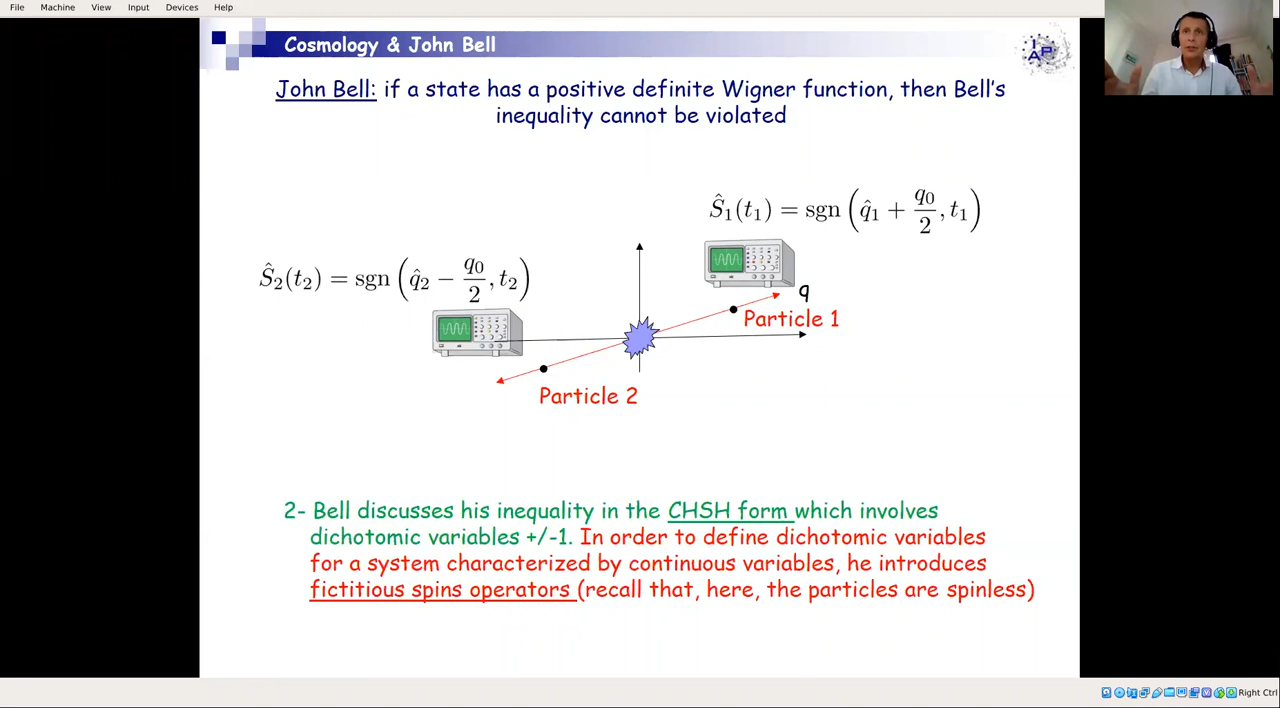 File Machine View Input Devices Help
Cosmology & John Bell
IAP
John Bell: if a state has a positive definite Wigner function, then Bell's
inequality cannot be violated
Ŝ₁(t₁) = sgn (q̂₁ + q₀/2, t₁)
Ŝ₂(t₂) = sgn (q̂₂ − q₀/2, t₂)
q
Particle 1
Particle 2
2- Bell discusses his inequality in the CHSH form which involves
dichotomic variables +/-1. In order to define dichotomic variables
for a system characterized by continuous variables, he introduces
fictitious spins operators (recall that, here, the particles are spinless)
Right Ctrl